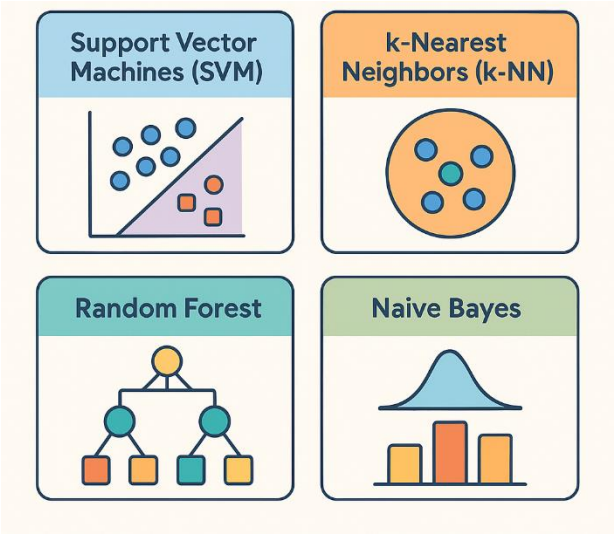 Support Vector
Machines (SVM)
k-Nearest
Neighbors (k-NN)
Random Forest
Naive Bayes